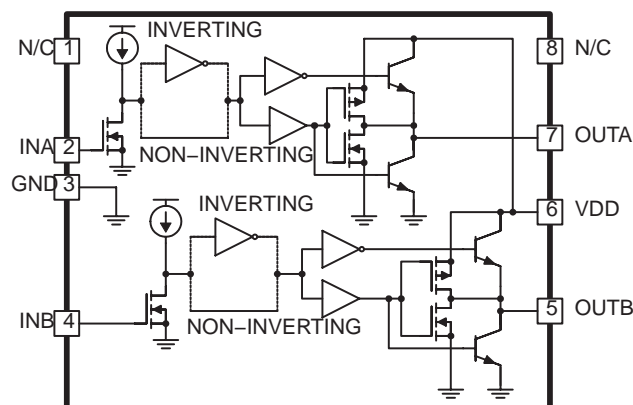 INVERTING
N/C 1
8 N/C
INA 2
7 OUTA
NON-INVERTING
GND 3
INVERTING
6 VDD
INB 4
5 OUTB
NON-INVERTING